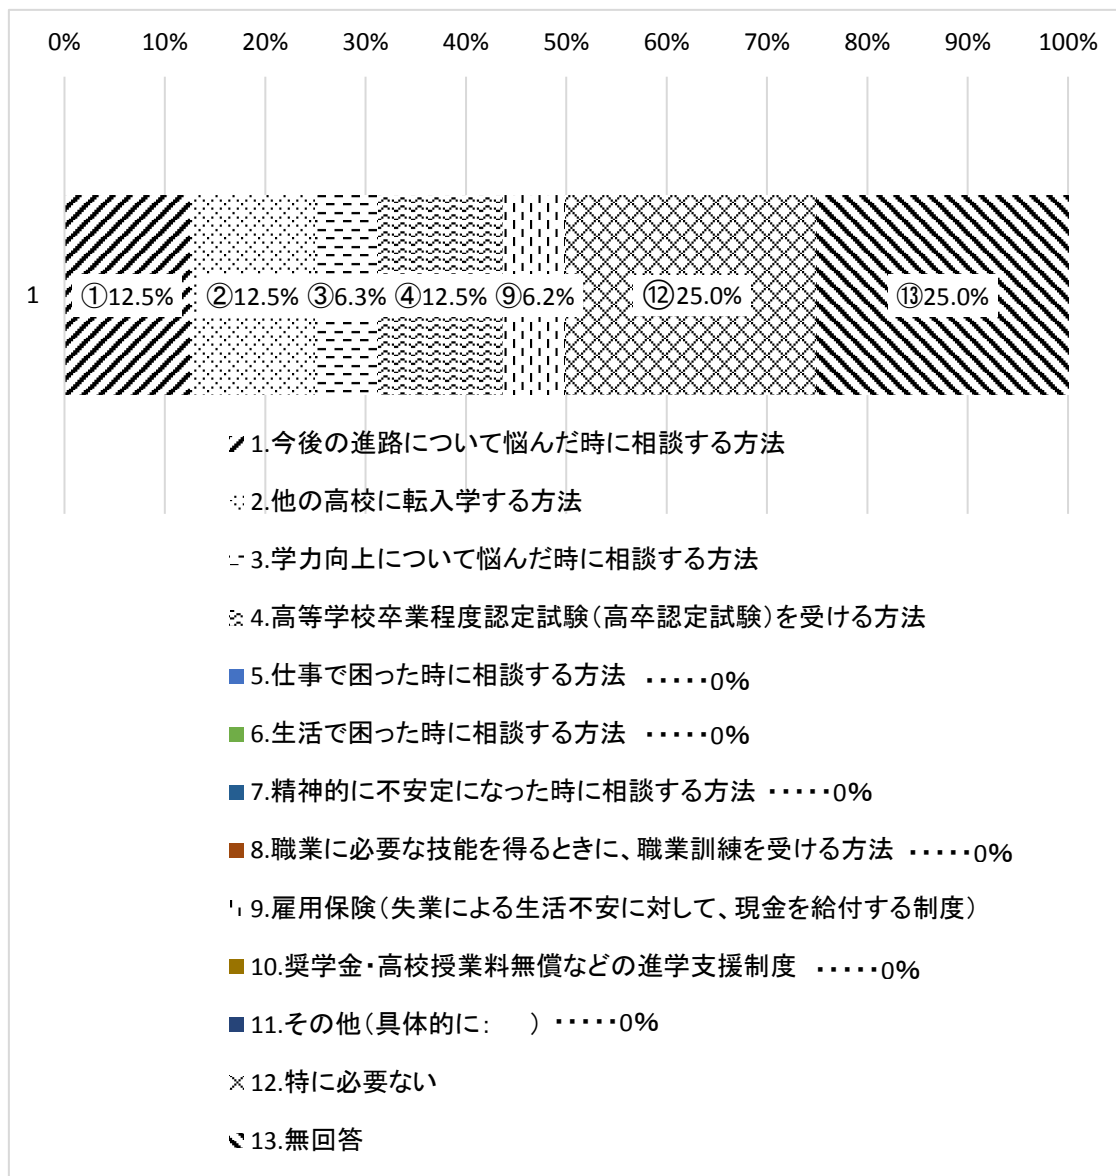 0% 10% 20% 30% 40% 50% 60% 70% 80% 90% 100%
1 ①12.5% ②12.5% ③6.3% ④12.5% ⑨6.2% ⑫25.0% ⑬25.0%
1.今後の進路について悩んだ時に相談する方法
2.他の高校に転入学する方法
3.学力向上について悩んだ時に相談する方法
4.高等学校卒業程度認定試験(高卒認定試験)を受ける方法
5.仕事で困った時に相談する方法 ・・・・・0%
6.生活で困った時に相談する方法 ・・・・・0%
7.精神的に不安定になった時に相談する方法 ・・・・・0%
8.職業に必要な技能を得るときに、職業訓練を受ける方法 ・・・・・0%
9.雇用保険(失業による生活不安に対して、現金を給付する制度)
10.奨学金・高校授業料無償などの進学支援制度 ・・・・・0%
11.その他(具体的に:　　) ・・・・・0%
12.特に必要ない
13.無回答